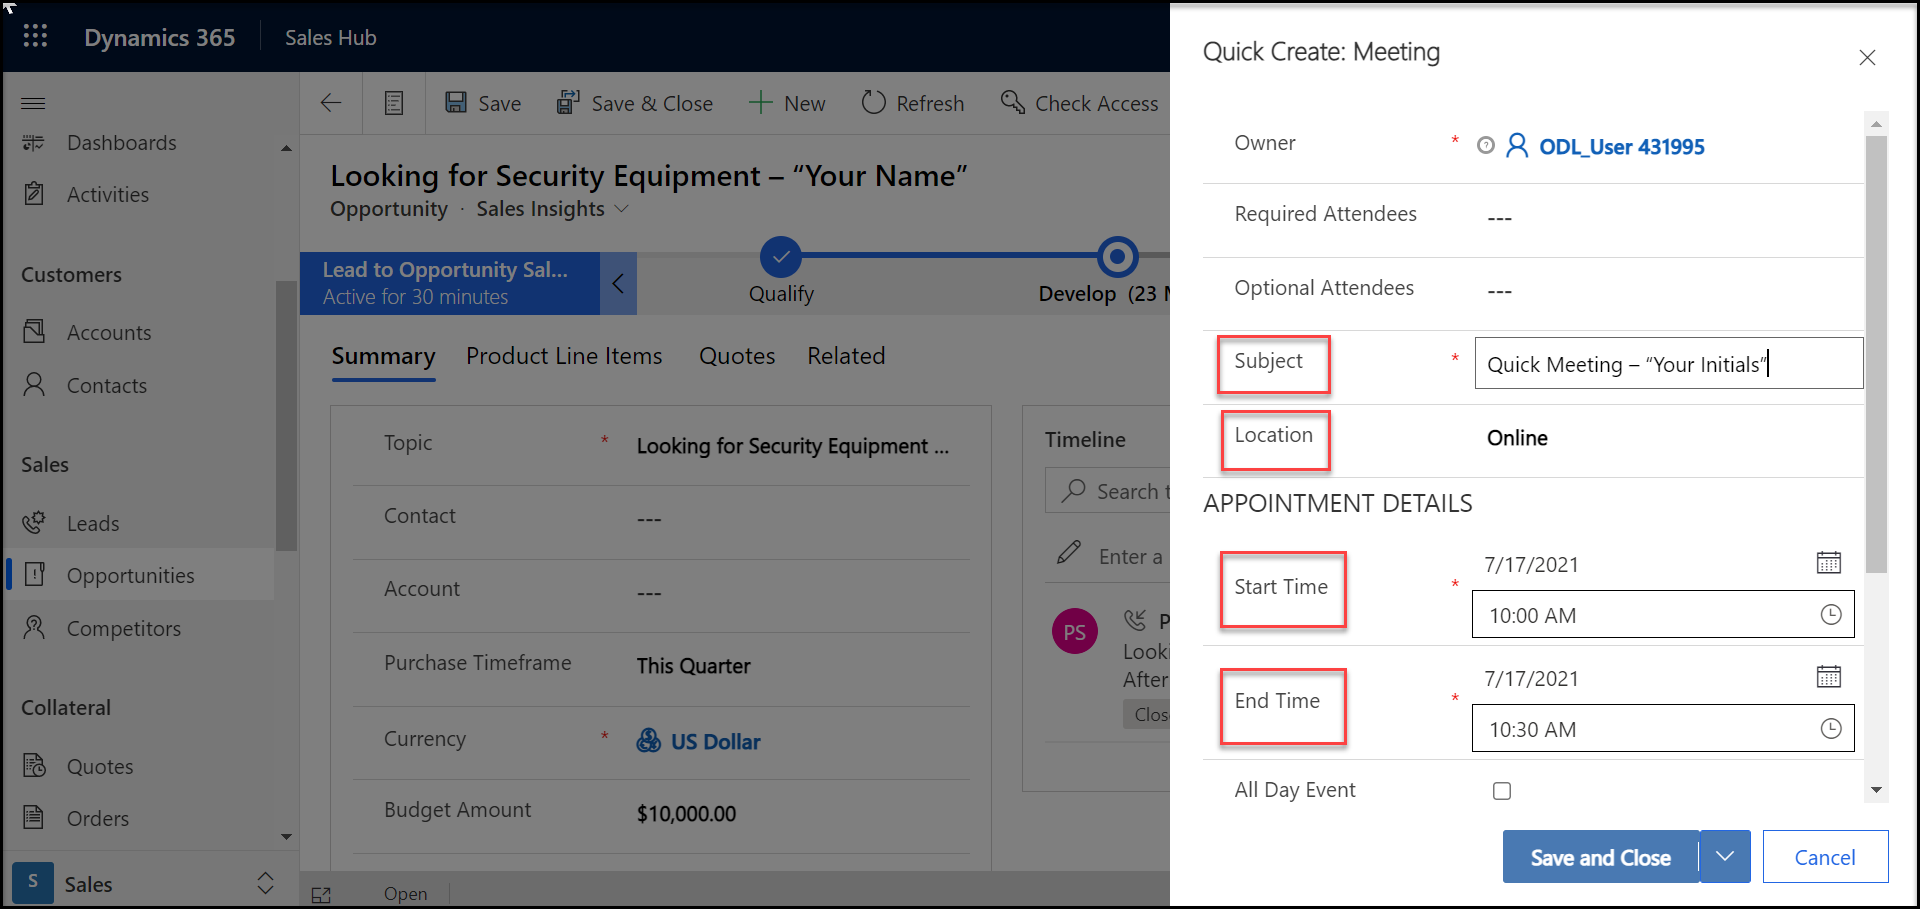 Dynamics 365
Sales Hub
Dashboards
Activities
Customers
Accounts
Contacts
Sales
Leads
Opportunities
Competitors
Collateral
Quotes
Orders
S
Sales
Save
Save & Close
New
Refresh
Check Access
Looking for Security Equipment – “Your Name”
Opportunity · Sales Insights
Lead to Opportunity Sal...
Active for 30 minutes
Qualify
Develop (23 M
Summary
Product Line Items
Quotes
Related
Topic * Looking for Security Equipment ...
Contact ---
Account ---
Purchase Timeframe This Quarter
Currency * US Dollar
Budget Amount $10,000.00
Timeline
Search t
Enter a
PS
P
Looki
After
Clos
Open
Quick Create: Meeting
Owner * ODL_User 431995
Required Attendees ---
Optional Attendees ---
Subject * Quick Meeting – “Your Initials”
Location Online
APPOINTMENT DETAILS
Start Time * 7/17/2021
10:00 AM
End Time * 7/17/2021
10:30 AM
All Day Event
Save and Close
Cancel